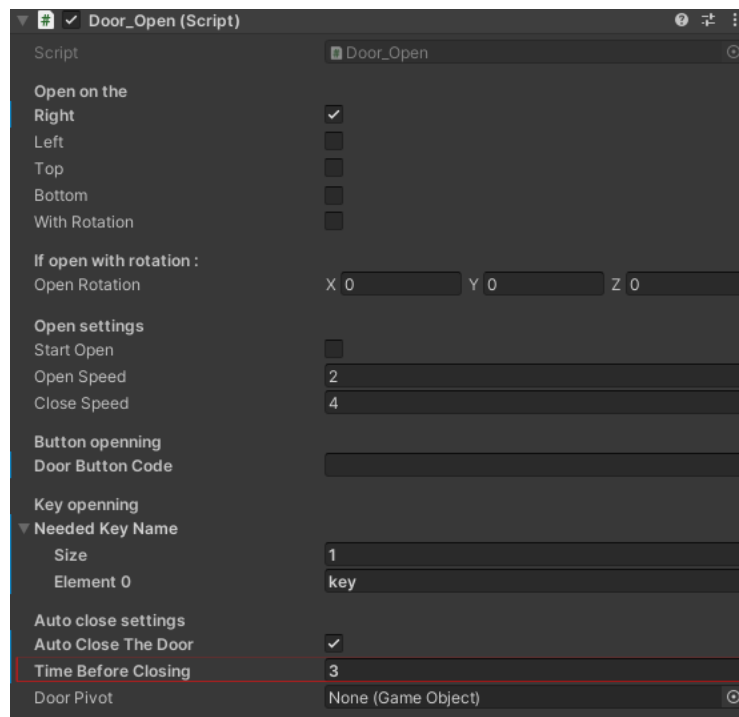 # Door_Open (Script)
Script # Door_Open
Open on the
Right
Left
Top
Bottom
With Rotation
If open with rotation :
Open Rotation X 0 Y 0 Z 0
Open settings
Start Open
Open Speed 2
Close Speed 4
Button openning
Door Button Code
Key openning
Needed Key Name
Size 1
Element 0 key
Auto close settings
Auto Close The Door
Time Before Closing 3
Door Pivot None (Game Object)